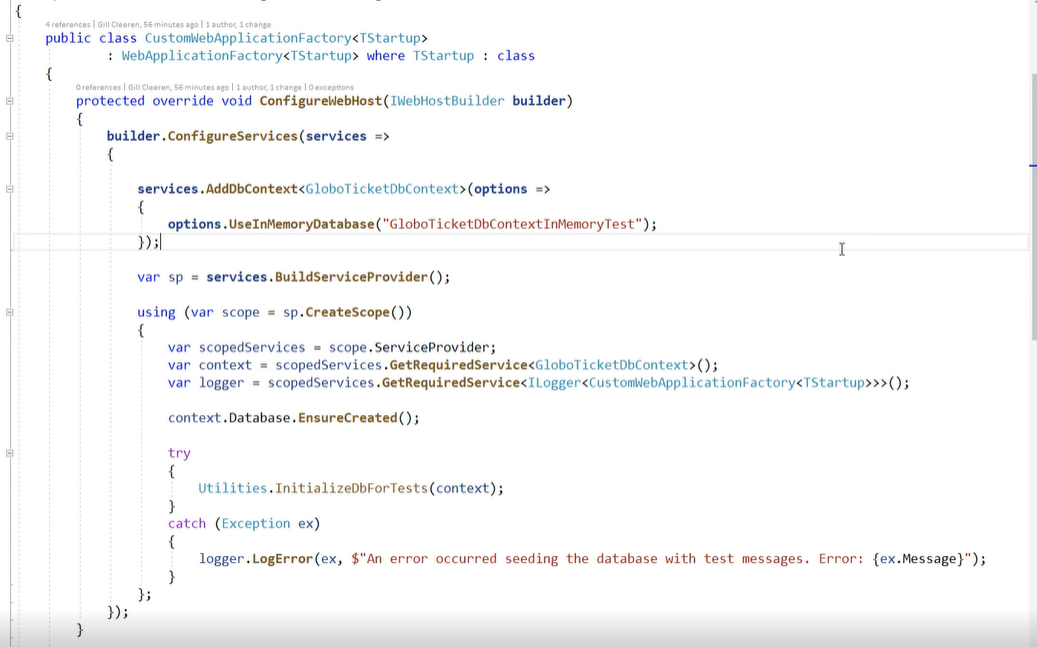 {
4 references | Gill Cleeren, 56 minutes ago | 1 author, 1 change
public class CustomWebApplicationFactory<TStartup>
: WebApplicationFactory<TStartup> where TStartup : class
{
0 references | Gill Cleeren, 56 minutes ago | 1 author, 1 change | 0 exceptions
protected override void ConfigureWebHost(IWebHostBuilder builder)
{
builder.ConfigureServices(services =>
{
services.AddDbContext<GloboTicketDbContext>(options =>
{
options.UseInMemoryDatabase("GloboTicketDbContextInMemoryTest");
});
var sp = services.BuildServiceProvider();
using (var scope = sp.CreateScope())
{
var scopedServices = scope.ServiceProvider;
var context = scopedServices.GetRequiredService<GloboTicketDbContext>();
var logger = scopedServices.GetRequiredService<ILogger<CustomWebApplicationFactory<TStartup>>>();
context.Database.EnsureCreated();
try
{
Utilities.InitializeDbForTests(context);
}
catch (Exception ex)
{
logger.LogError(ex, $"An error occurred seeding the database with test messages. Error: {ex.Message}");
}
};
});
}